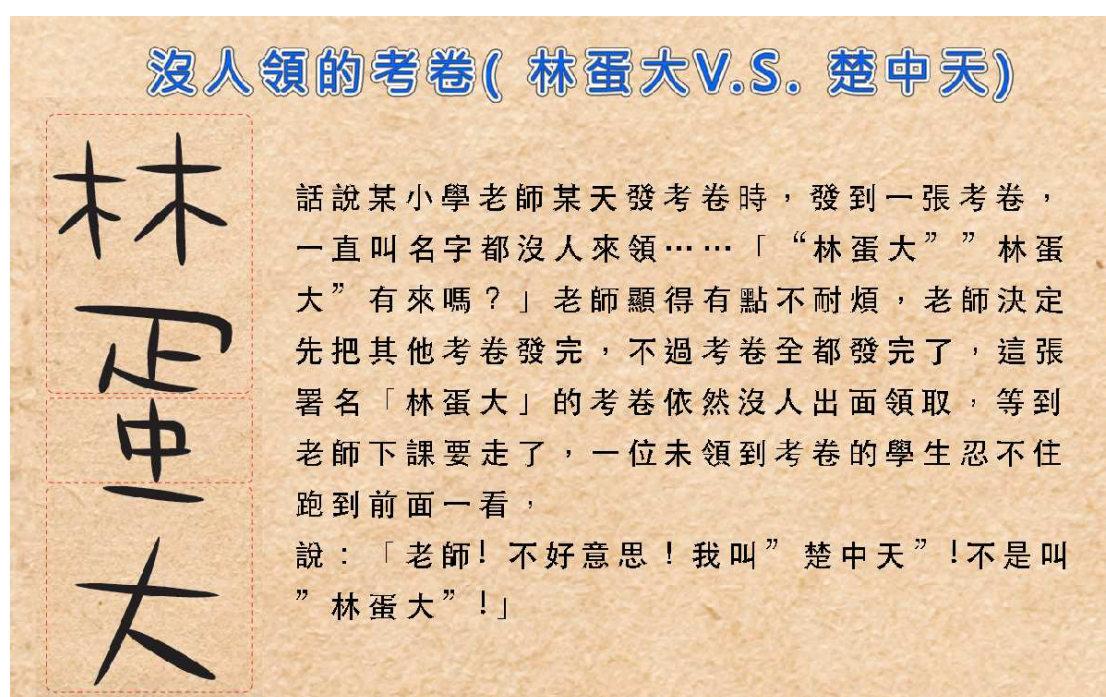 沒人領的考卷( 林蛋大V.S. 楚中天)
林
疋
中
一
大
話說某小學老師某天發考卷時，發到一張考卷，
一直叫名字都沒人來領⋯⋯「“林蛋大””林蛋
大”有來嗎？」老師顯得有點不耐煩，老師決定
先把其他考卷發完，不過考卷全都發完了，這張
署名「林蛋大」的考卷依然沒人出面領取，等到
老師下課要走了，一位未領到考卷的學生忍不住
跑到前面一看，
說：「老師！不好意思！我叫”楚中天”!不是叫
”林蛋大”!」